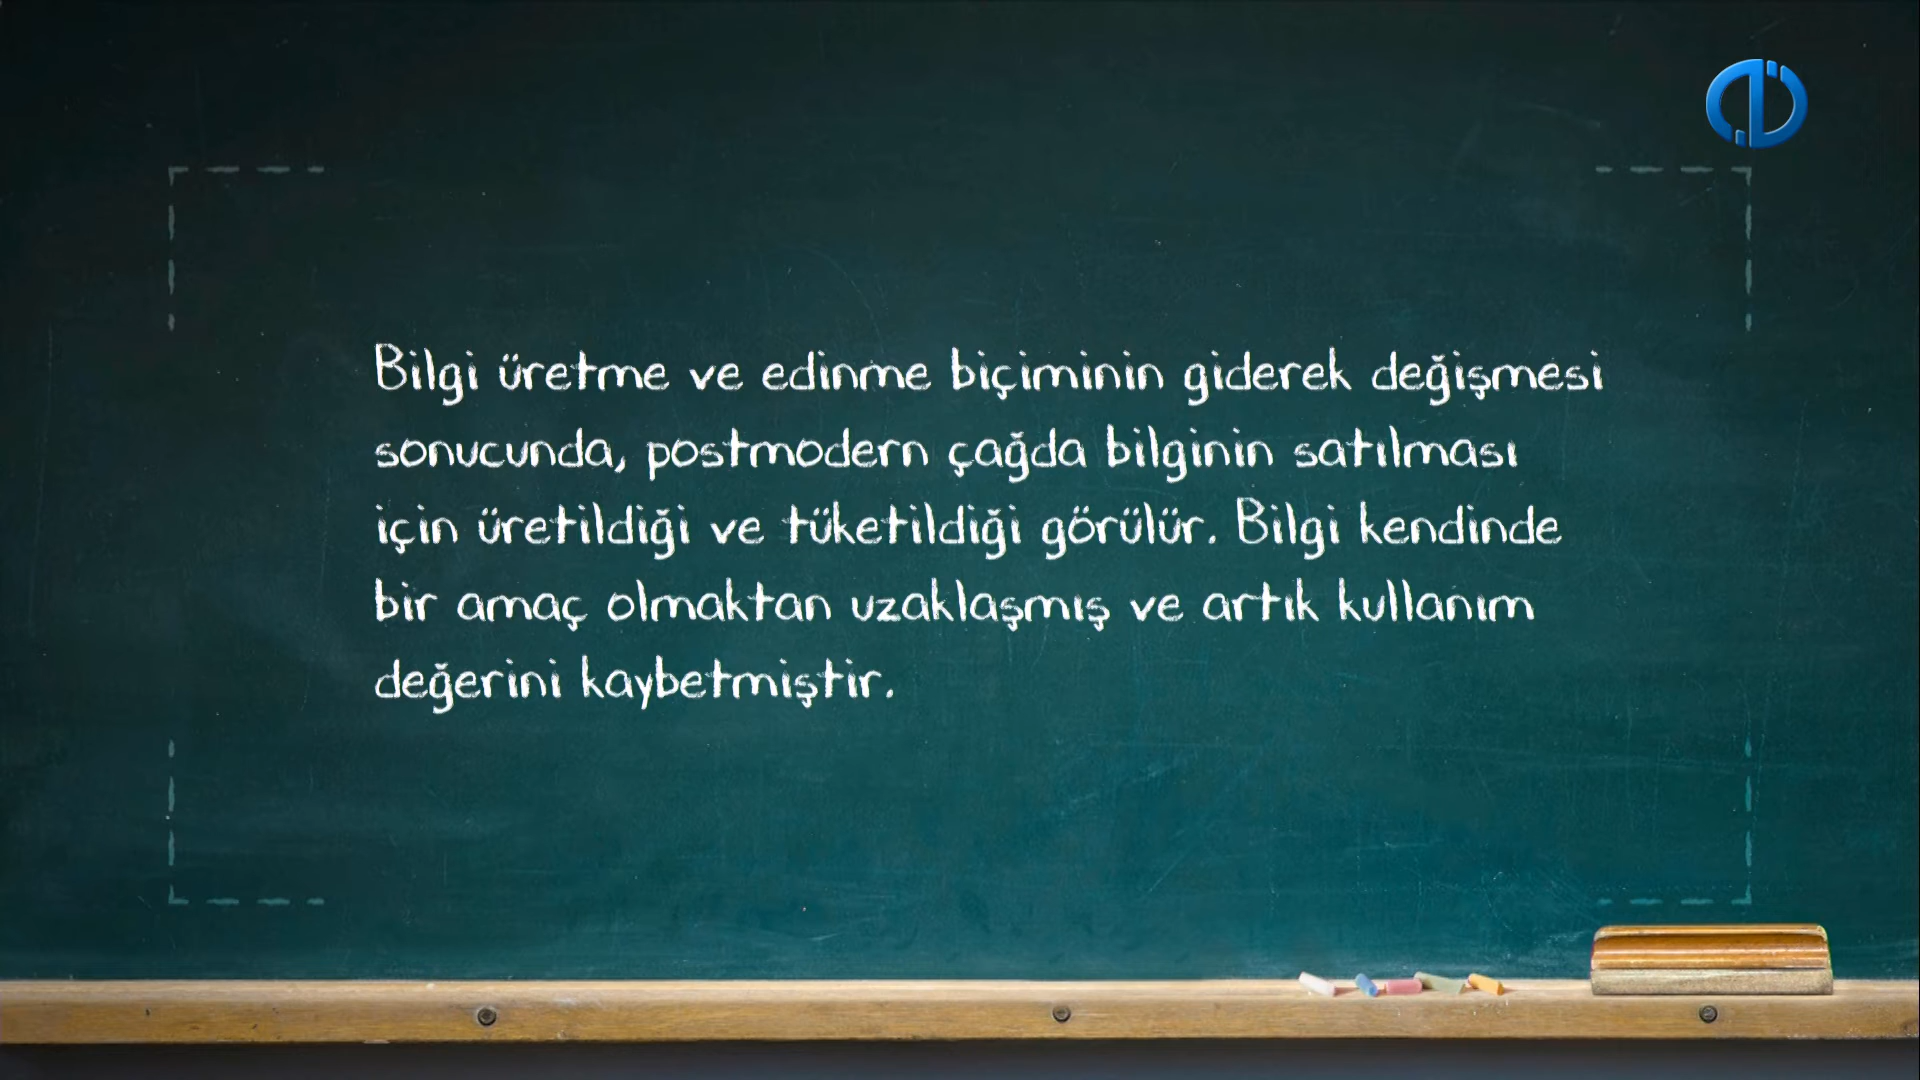 Bilgi üretme ve edinme biçiminin giderek değişmesi
sonucunda, postmodern çağda bilginin satılması
için üretildiği ve tüketildiği görülür. Bilgi kendinde
bir amaç olmaktan uzaklaşmış ve artık kullanım
değerini kaybetmiştir.